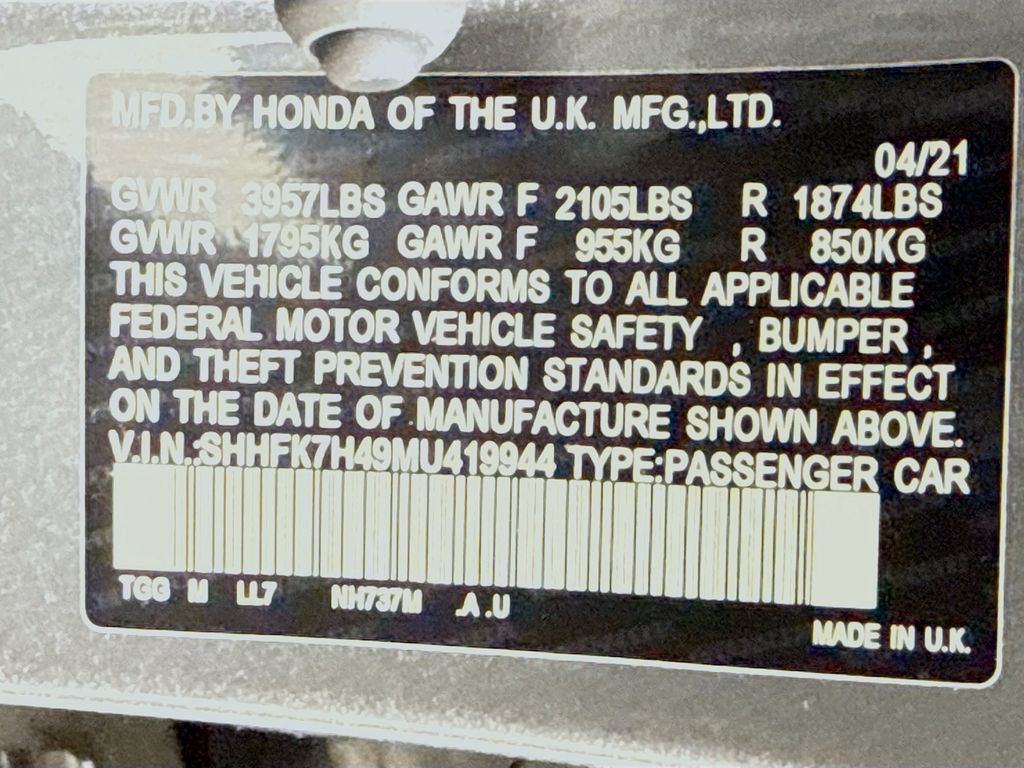 MFD.BY HONDA OF THE U.K. MFG.,LTD.
04/21
GVWR 3957LBS GAWR F 2105LBS R 1874LBS
GVWR 1795KG GAWR F 955KG R 850KG
THIS VEHICLE CONFORMS TO ALL APPLICABLE
FEDERAL MOTOR VEHICLE SAFETY , BUMPER ,
AND THEFT PREVENTION STANDARDS IN EFFECT
ON THE DATE OF MANUFACTURE SHOWN ABOVE.
V.I.N.:SHHFK7H49MU419944 TYPE:PASSENGER CAR
TGG M LL7 NH737M .A .U
MADE IN U.K.